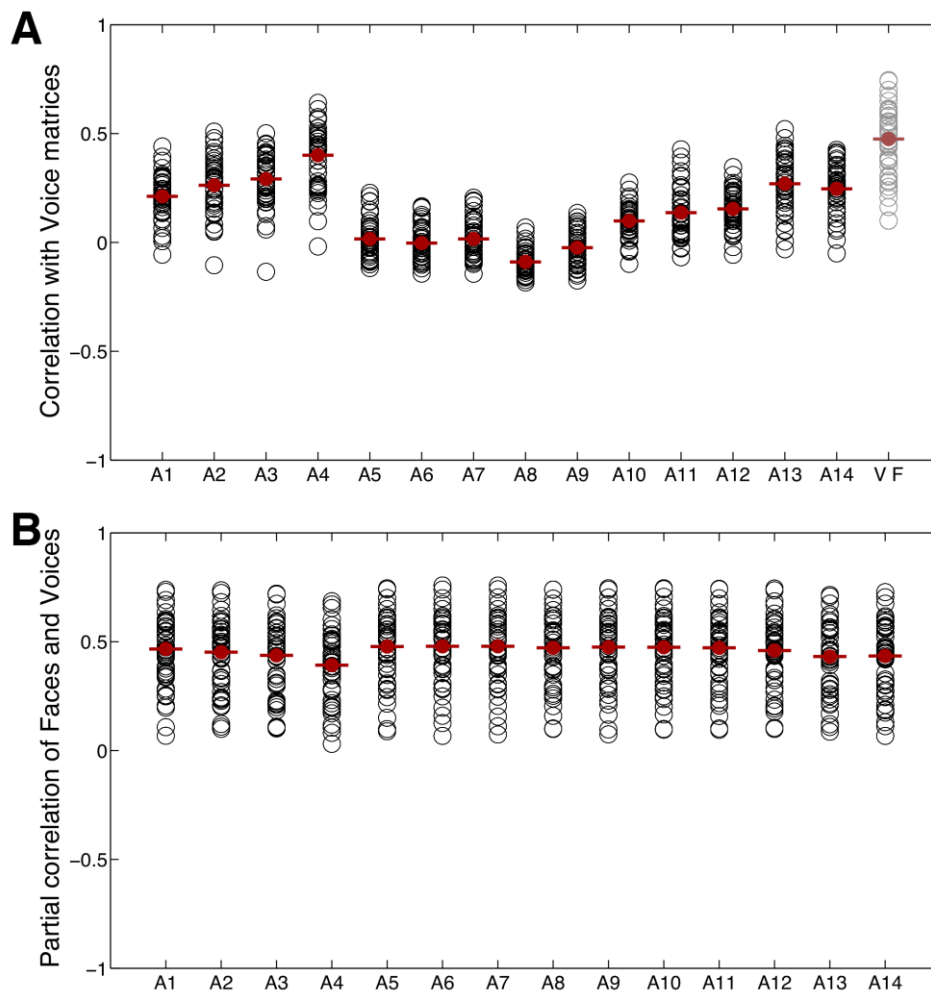 A
Correlation with Voice matrices
1
0.5
0
−0.5
−1
A1 A2 A3 A4 A5 A6 A7 A8 A9 A10 A11 A12 A13 A14 V F
B
Partial correlation of Faces and Voices
1
0.5
0
−0.5
−1
A1 A2 A3 A4 A5 A6 A7 A8 A9 A10 A11 A12 A13 A14